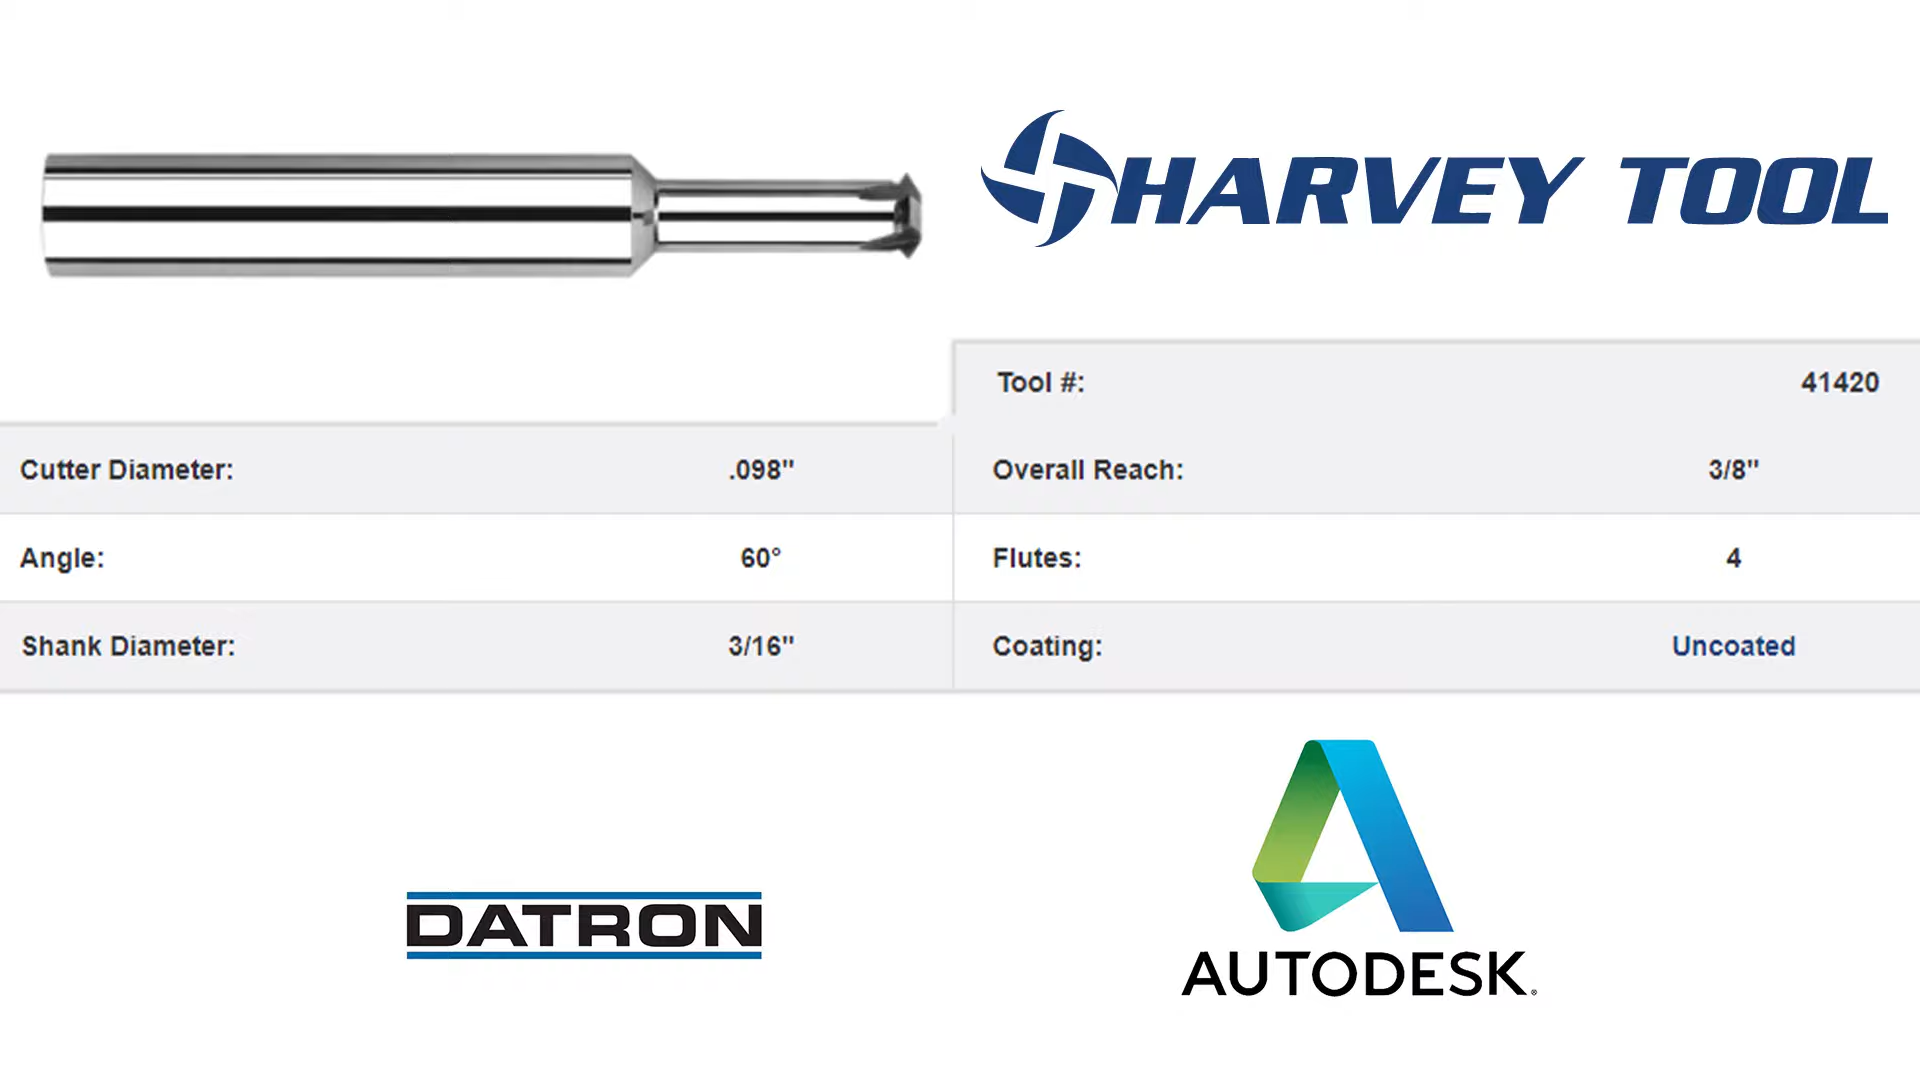 HARVEY TOOL
Tool #: 41420
Cutter Diameter: .098" Overall Reach: 3/8"
Angle: 60° Flutes: 4
Shank Diameter: 3/16" Coating: Uncoated
DATRON
AUTODESK®